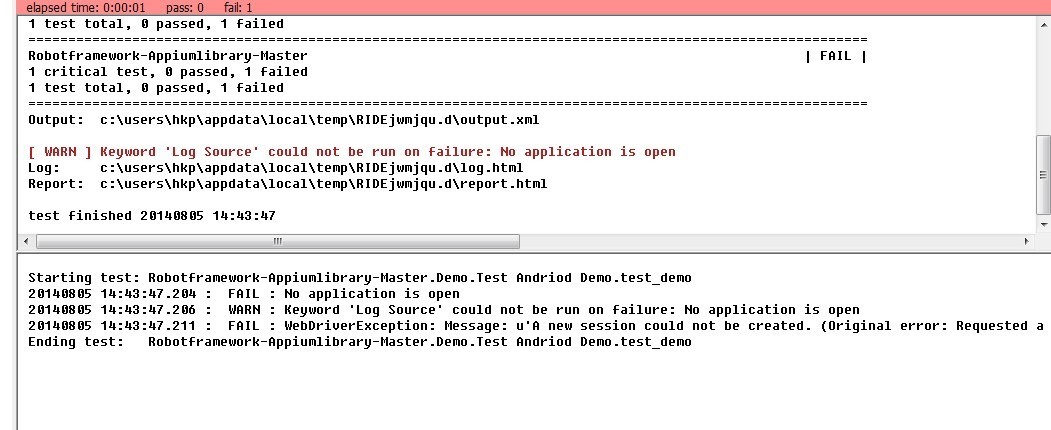 elapsed time: 0:00:01 pass: 0 fail: 1
1 test total, 0 passed, 1 failed
==============================================================================
Robotframework-Appiumlibrary-Master | FAIL |
1 critical test, 0 passed, 1 failed
1 test total, 0 passed, 1 failed
==============================================================================
Output: c:\users\hkp\appdata\local\temp\RIDEjwmjqu.d\output.xml
[ WARN ] Keyword 'Log Source' could not be run on failure: No application is open
Log: c:\users\hkp\appdata\local\temp\RIDEjwmjqu.d\log.html
Report: c:\users\hkp\appdata\local\temp\RIDEjwmjqu.d\report.html
test finished 20140805 14:43:47
Starting test: Robotframework-Appiumlibrary-Master.Demo.Test Andriod Demo.test_demo
20140805 14:43:47.204 : FAIL : No application is open
20140805 14:43:47.206 : WARN : Keyword 'Log Source' could not be run on failure: No application is open
20140805 14:43:47.211 : FAIL : WebDriverException: Message: u'A new session could not be created. (Original error: Requested a
Ending test: Robotframework-Appiumlibrary-Master.Demo.Test Andriod Demo.test_demo